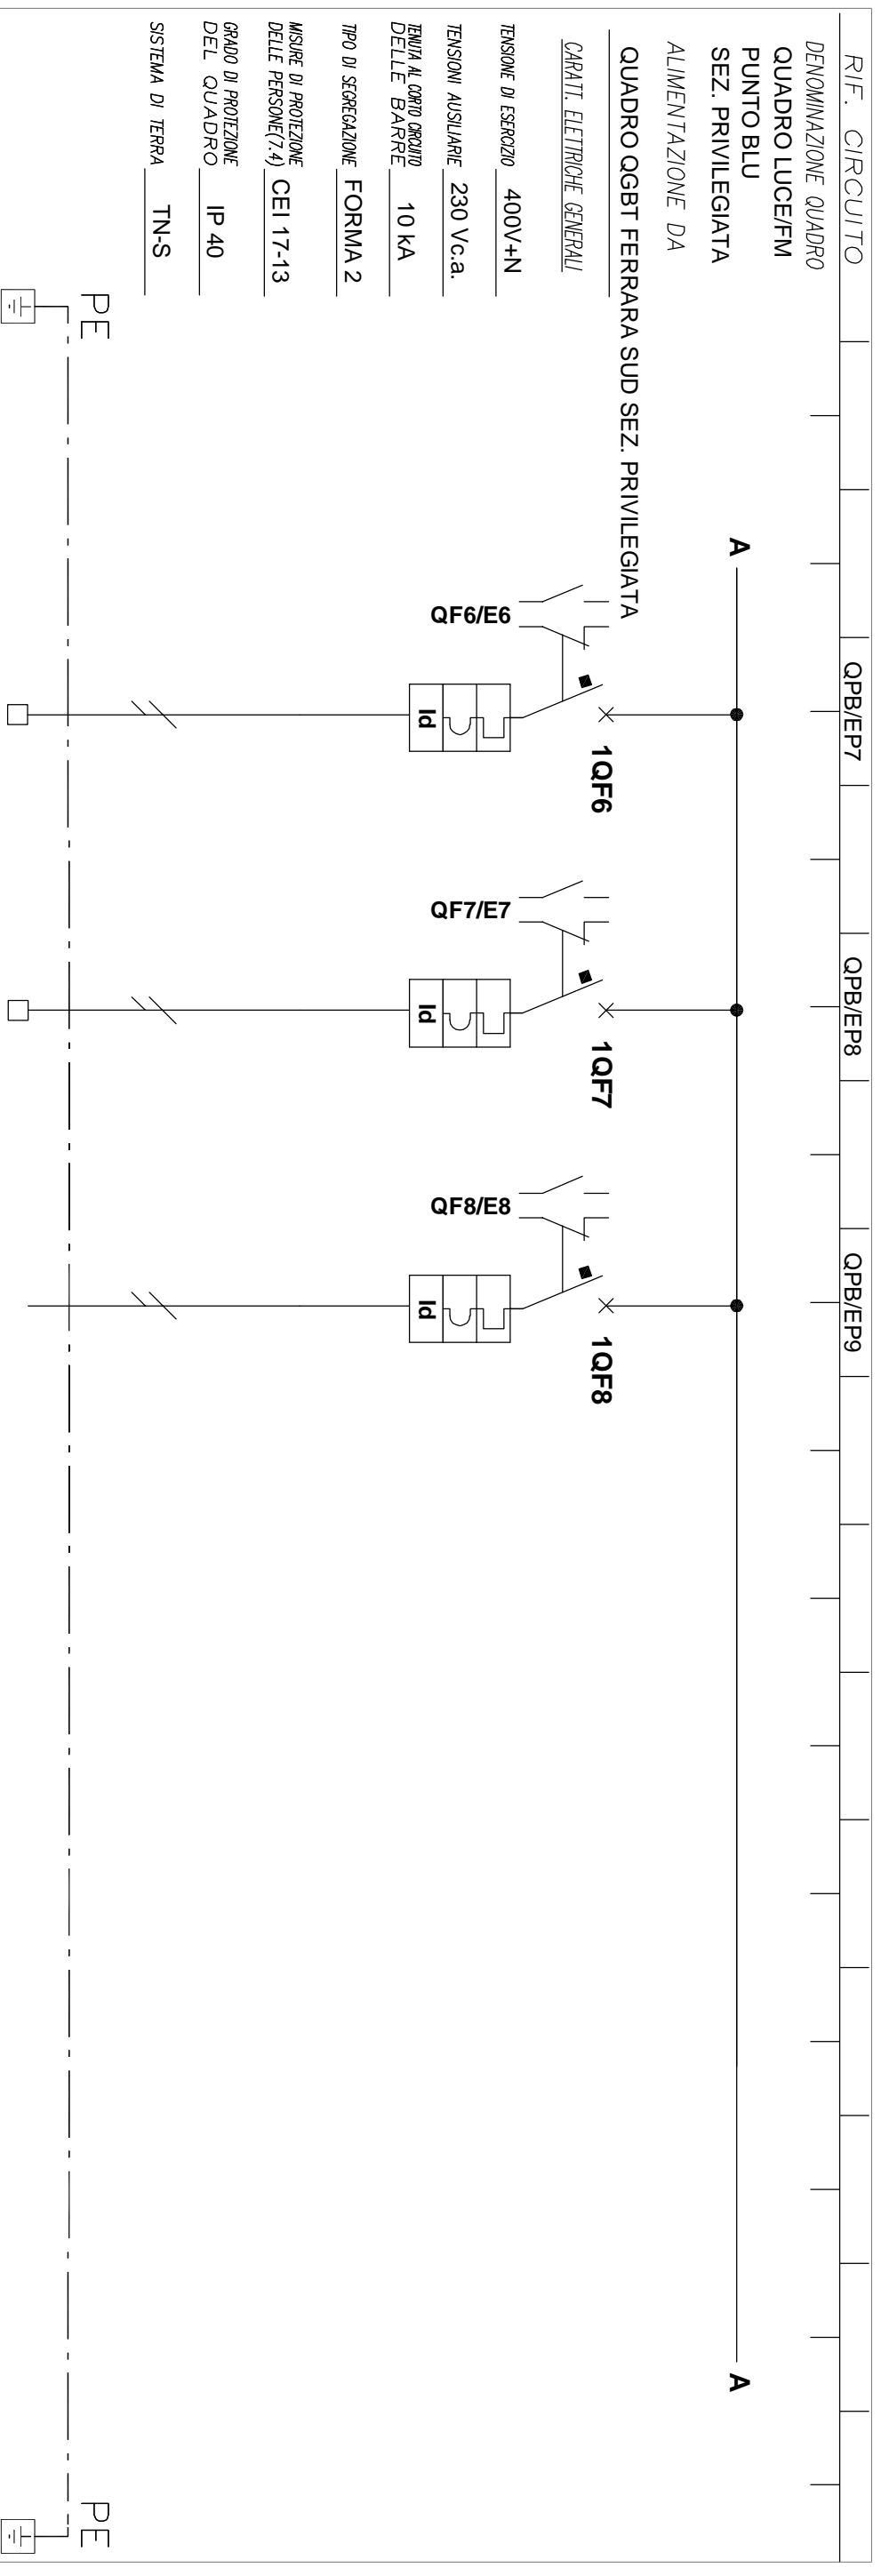 RIF. CIRCUITO
QPB/EP7
QPB/EP8
QPB/EP9
DENOMINAZIONE QUADRO
QUADRO LUCE/FM
PUNTO BLU
SEZ. PRIVILEGIATA
ALIMENTAZIONE DA
QUADRO QGBT FERRARA SUD SEZ. PRIVILEGIATA
CARATT. ELETTRICHE GENERALI
TENSIONE DI ESERCIZIO
400V+N
TENSIONI AUSILIARIE
230 Vc.a.
TENUTA AL CORTO CIRCUITO
DELLE BARRE
10 kA
TIPO DI SEGREGAZIONE
FORMA 2
MISURE DI PROTEZIONE
DELLE PERSONE(7.4)
CEI 17-13
GRADO DI PROTEZIONE
DEL QUADRO
IP 40
SISTEMA DI TERRA
TN-S
A
A
1QF6
QF6/E6
Id
1QF7
QF7/E7
Id
1QF8
QF8/E8
Id
PE
PE